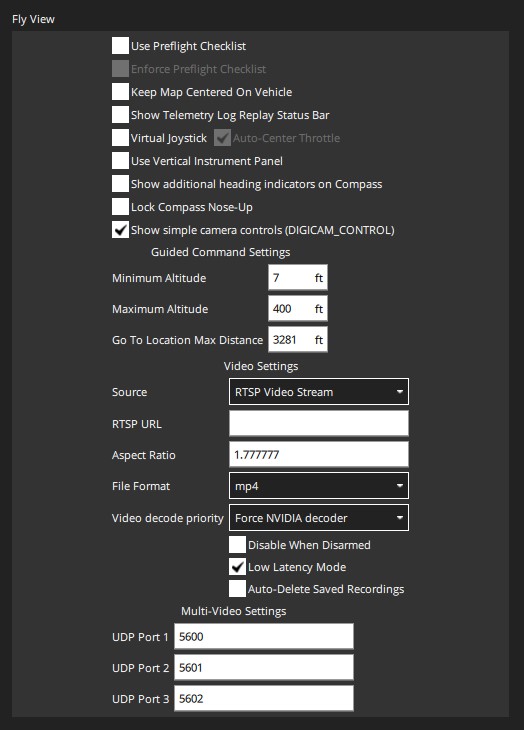 Fly View
Use Preflight Checklist
Enforce Preflight Checklist
Keep Map Centered On Vehicle
Show Telemetry Log Replay Status Bar
Virtual Joystick Auto-Center Throttle
Use Vertical Instrument Panel
Show additional heading indicators on Compass
Lock Compass Nose-Up
Show simple camera controls (DIGICAM_CONTROL)
Guided Command Settings
Minimum Altitude 7 ft
Maximum Altitude 400 ft
Go To Location Max Distance 3281 ft
Video Settings
Source RTSP Video Stream
RTSP URL
Aspect Ratio 1.777777
File Format mp4
Video decode priority Force NVIDIA decoder
Disable When Disarmed
Low Latency Mode
Auto-Delete Saved Recordings
Multi-Video Settings
UDP Port 1 5600
UDP Port 2 5601
UDP Port 3 5602